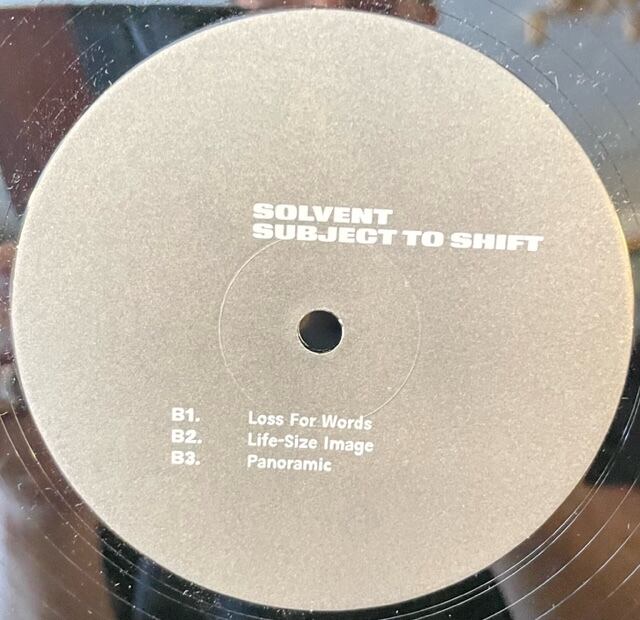 SOLVENT
SUBJECT TO SHIFT
B1. Loss For Words
B2. Life-Size Image
B3. Panoramic